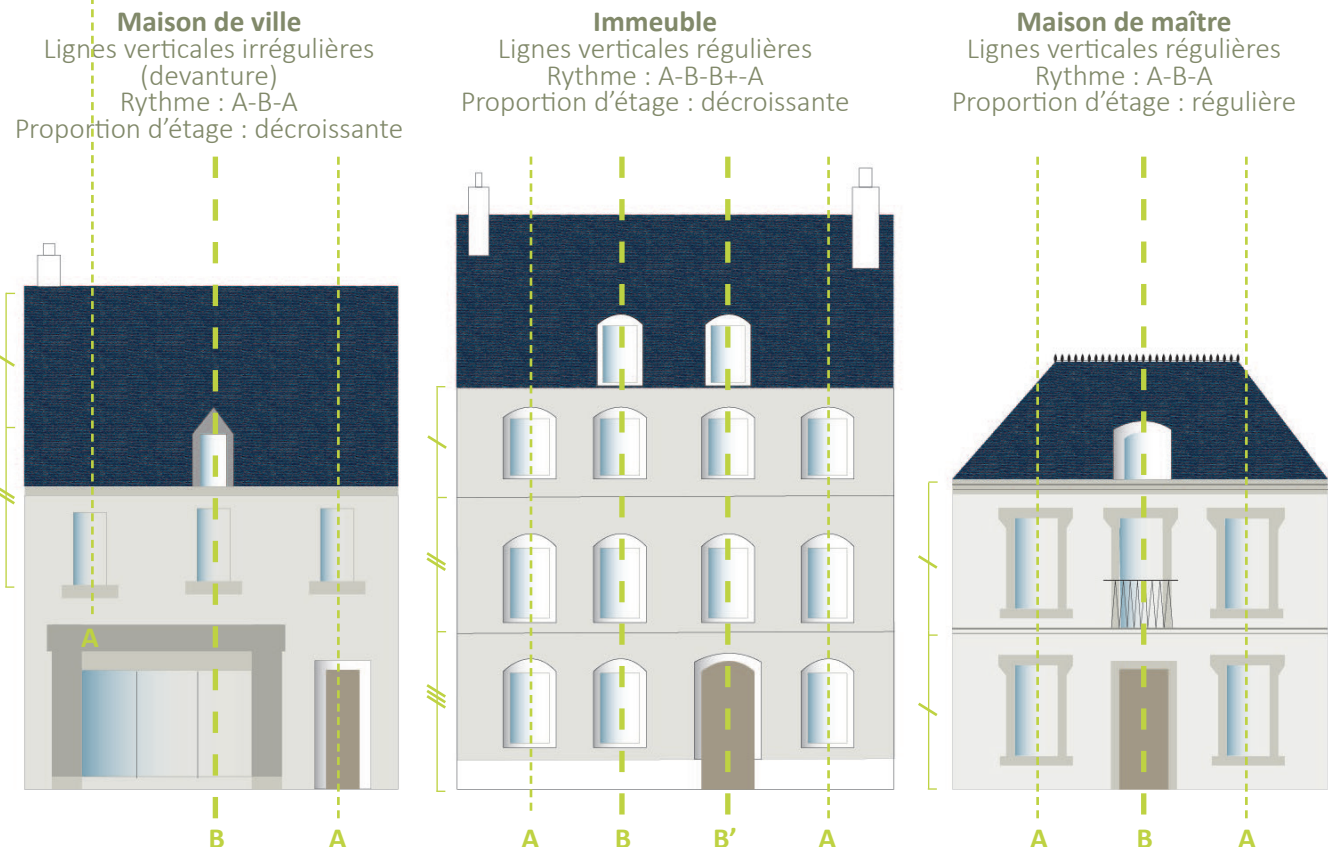 Maison de ville
Lignes verticales irrégulières
(devanture)
Rythme : A-B-A
Proportion d'étage : décroissante
Immeuble
Lignes verticales régulières
Rythme : A-B-B+-A
Proportion d'étage : décroissante
Maison de maître
Lignes verticales régulières
Rythme : A-B-A
Proportion d'étage : régulière
A
B
A
A
B
B’
A
A
B
A